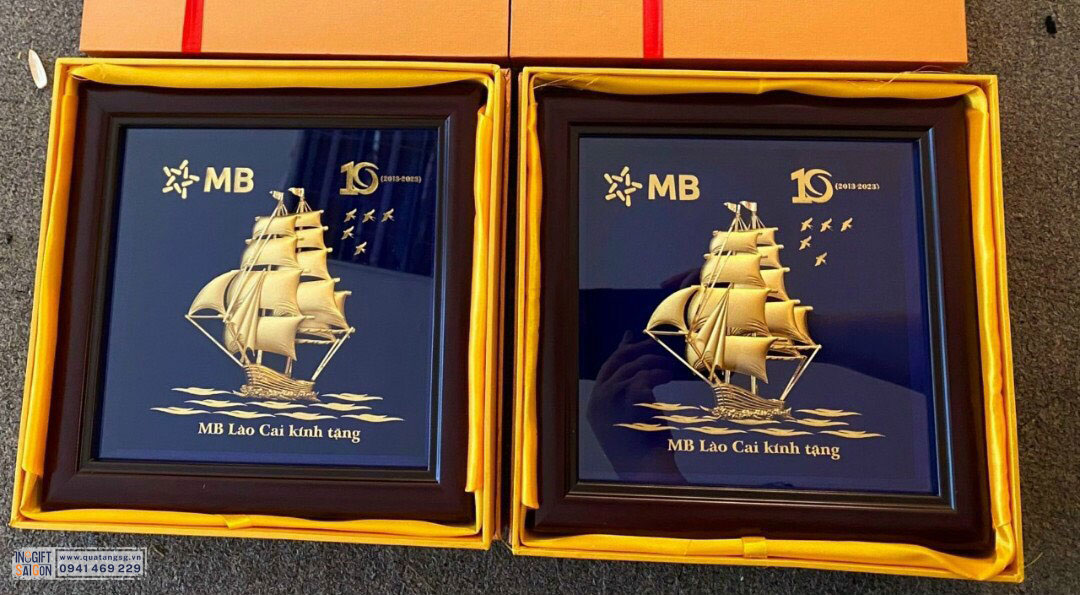 MB
10 (2013-2023)
MB Lào Cai kính tặng
MB
10 (2013-2023)
MB Lào Cai kính tặng
INOGIFT
SAIGON
www.quatangsg.vn
0941 469 229